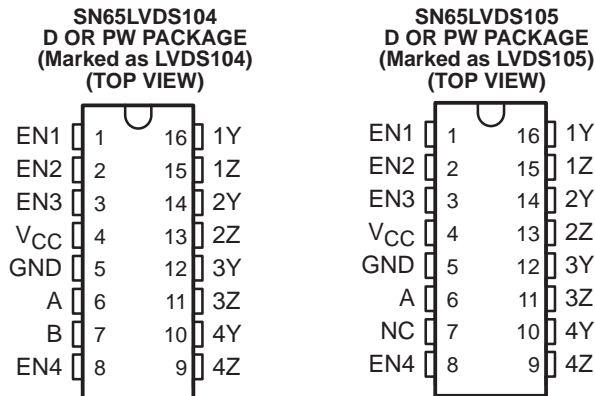 SN65LVDS104
D OR PW PACKAGE
(Marked as LVDS104)
(TOP VIEW)
EN1 1 16 1Y
EN2 2 15 1Z
EN3 3 14 2Y
VCC 4 13 2Z
GND 5 12 3Y
A 6 11 3Z
B 7 10 4Y
EN4 8 9 4Z
SN65LVDS105
D OR PW PACKAGE
(Marked as LVDS105)
(TOP VIEW)
EN1 1 16 1Y
EN2 2 15 1Z
EN3 3 14 2Y
VCC 4 13 2Z
GND 5 12 3Y
A 6 11 3Z
NC 7 10 4Y
EN4 8 9 4Z